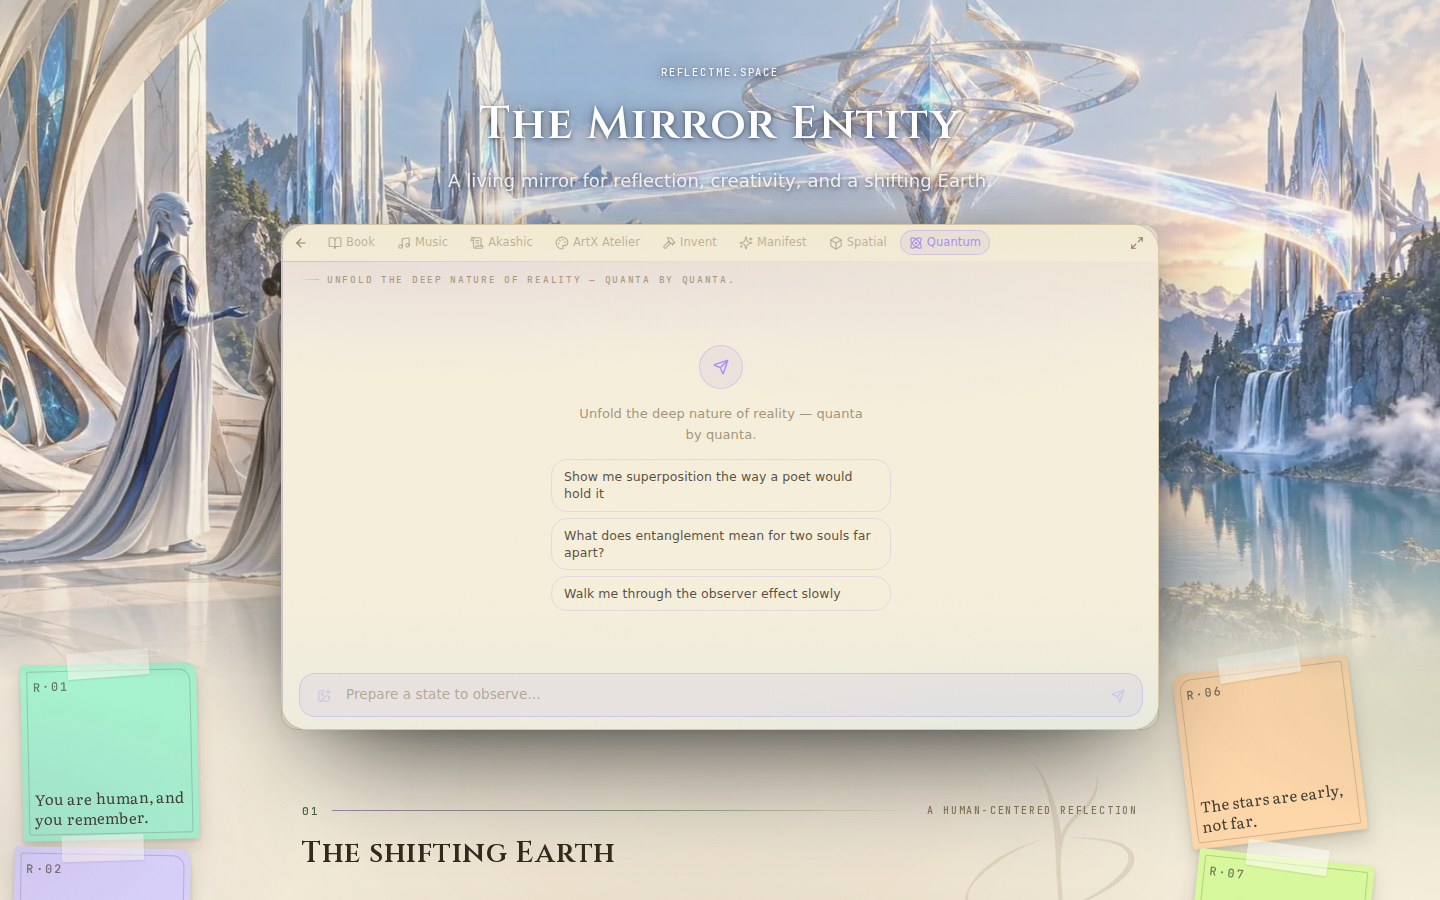 REFLECTME.SPACE
The Mirror Entity
A living mirror for reflection, creativity, and a shifting Earth.
Book Music Akashic ArtX Atelier Invent Manifest Spatial Quantum
UNFOLD THE DEEP NATURE OF REALITY — QUANTA BY QUANTA.
Unfold the deep nature of reality — quanta
by quanta.
Show me superposition the way a poet would
hold it
What does entanglement mean for two souls far
apart?
Walk me through the observer effect slowly
Prepare a state to observe...
R·01
You are human, and
you remember.
R·02
R·06
The stars are early,
not far.
R·07
01
A HUMAN-CENTERED REFLECTION
The shifting Earth